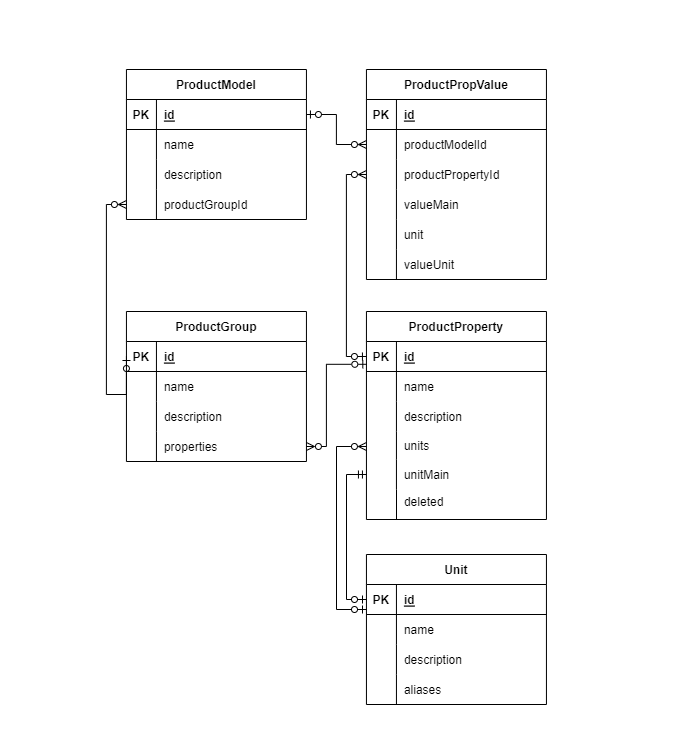 ProductModel
PK id
name
description
productGroupId
ProductPropValue
PK id
productModelId
productPropertyId
valueMain
unit
valueUnit
ProductGroup
PK id
name
description
properties
ProductProperty
PK id
name
description
units
unitMain
deleted
Unit
PK id
name
description
aliases